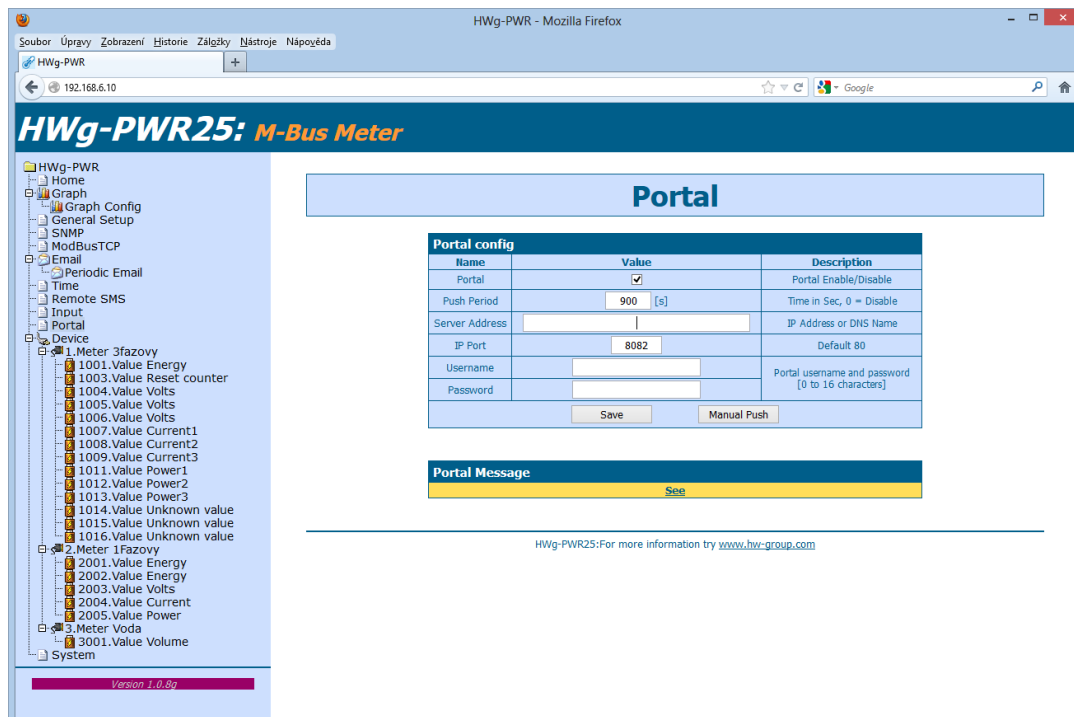 HWg-PWR - Mozilla Firefox
Soubor Úpravy Zobrazení Historie Záložky Nástroje Nápověda
HWg-PWR
192.168.6.10
Google
HWg-PWR25: M-Bus Meter
HWg-PWR
Home
Graph
Graph Config
General Setup
SNMP
ModBusTCP
Email
Periodic Email
Time
Remote SMS
Input
Portal
Device
1.Meter 3fazovy
1001.Value Energy
1003.Value Reset counter
1004.Value Volts
1005.Value Volts
1006.Value Volts
1007.Value Current1
1008.Value Current2
1009.Value Current3
1011.Value Power1
1012.Value Power2
1013.Value Power3
1014.Value Unknown value
1015.Value Unknown value
1016.Value Unknown value
2.Meter 1Fazovy
2001.Value Energy
2002.Value Energy
2003.Value Volts
2004.Value Current
2005.Value Power
3.Meter Voda
3001.Value Volume
System
Version 1.0.8g
Portal
Portal config
Name Value Description
Portal Portal Enable/Disable
Push Period 900 [s] Time in Sec, 0 = Disable
Server Address IP Address or DNS Name
IP Port 8082 Default 80
Username Portal username and password
Password [0 to 16 characters]
Save Manual Push
Portal Message
See
HWg-PWR25:For more information try www.hw-group.com